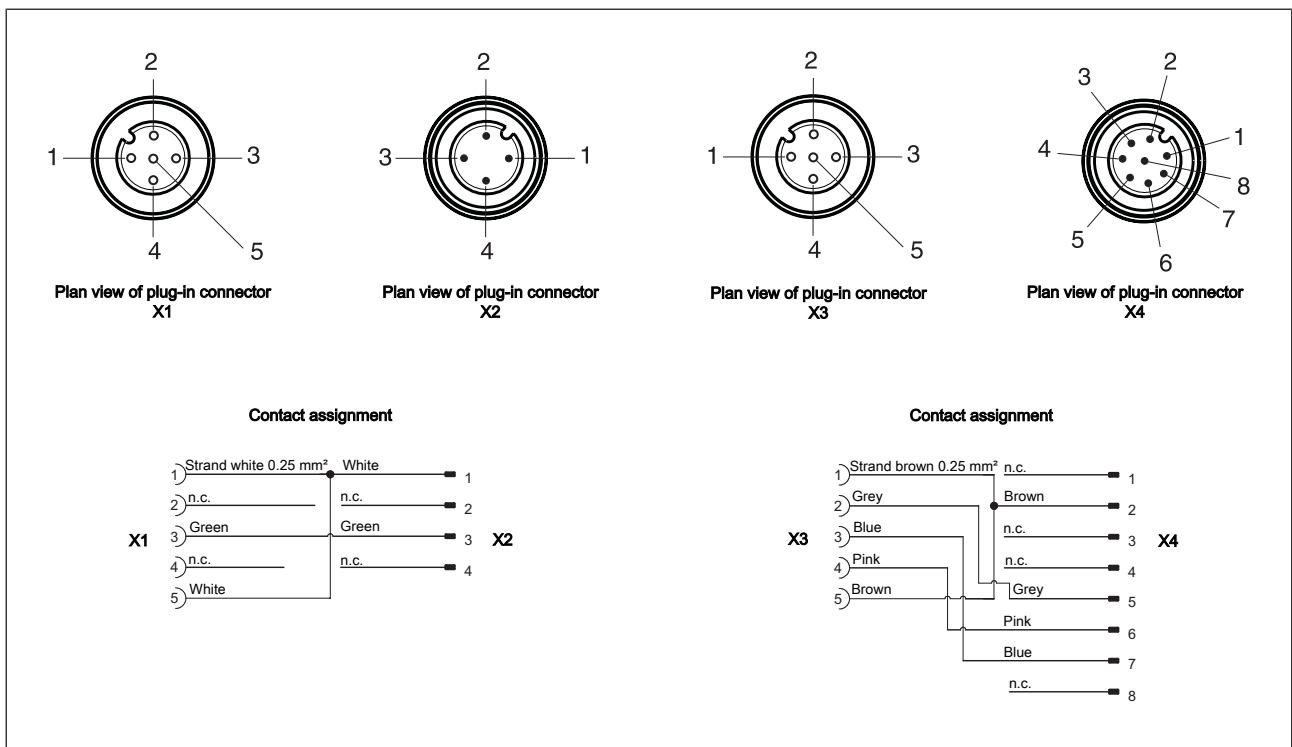 2
1 3
4 5
Plan view of plug-in connector
X1
2
3 1
4
Plan view of plug-in connector
X2
2
1 3
4 5
Plan view of plug-in connector
X3
3 2
4 1
8
5 7
6
Plan view of plug-in connector
X4
Contact assignment
1 Strand white 0.25 mm² White 1
2 n.c. n.c. 2
X1 3 Green Green 3 X2
4 n.c. n.c. 4
5 White
Contact assignment
1 Strand brown 0.25 mm² n.c. 1
2 Grey Brown 2
X3 3 Blue n.c. 3 X4
4 Pink n.c. 4
5 Brown Grey 5
Pink 6
Blue 7
n.c. 8